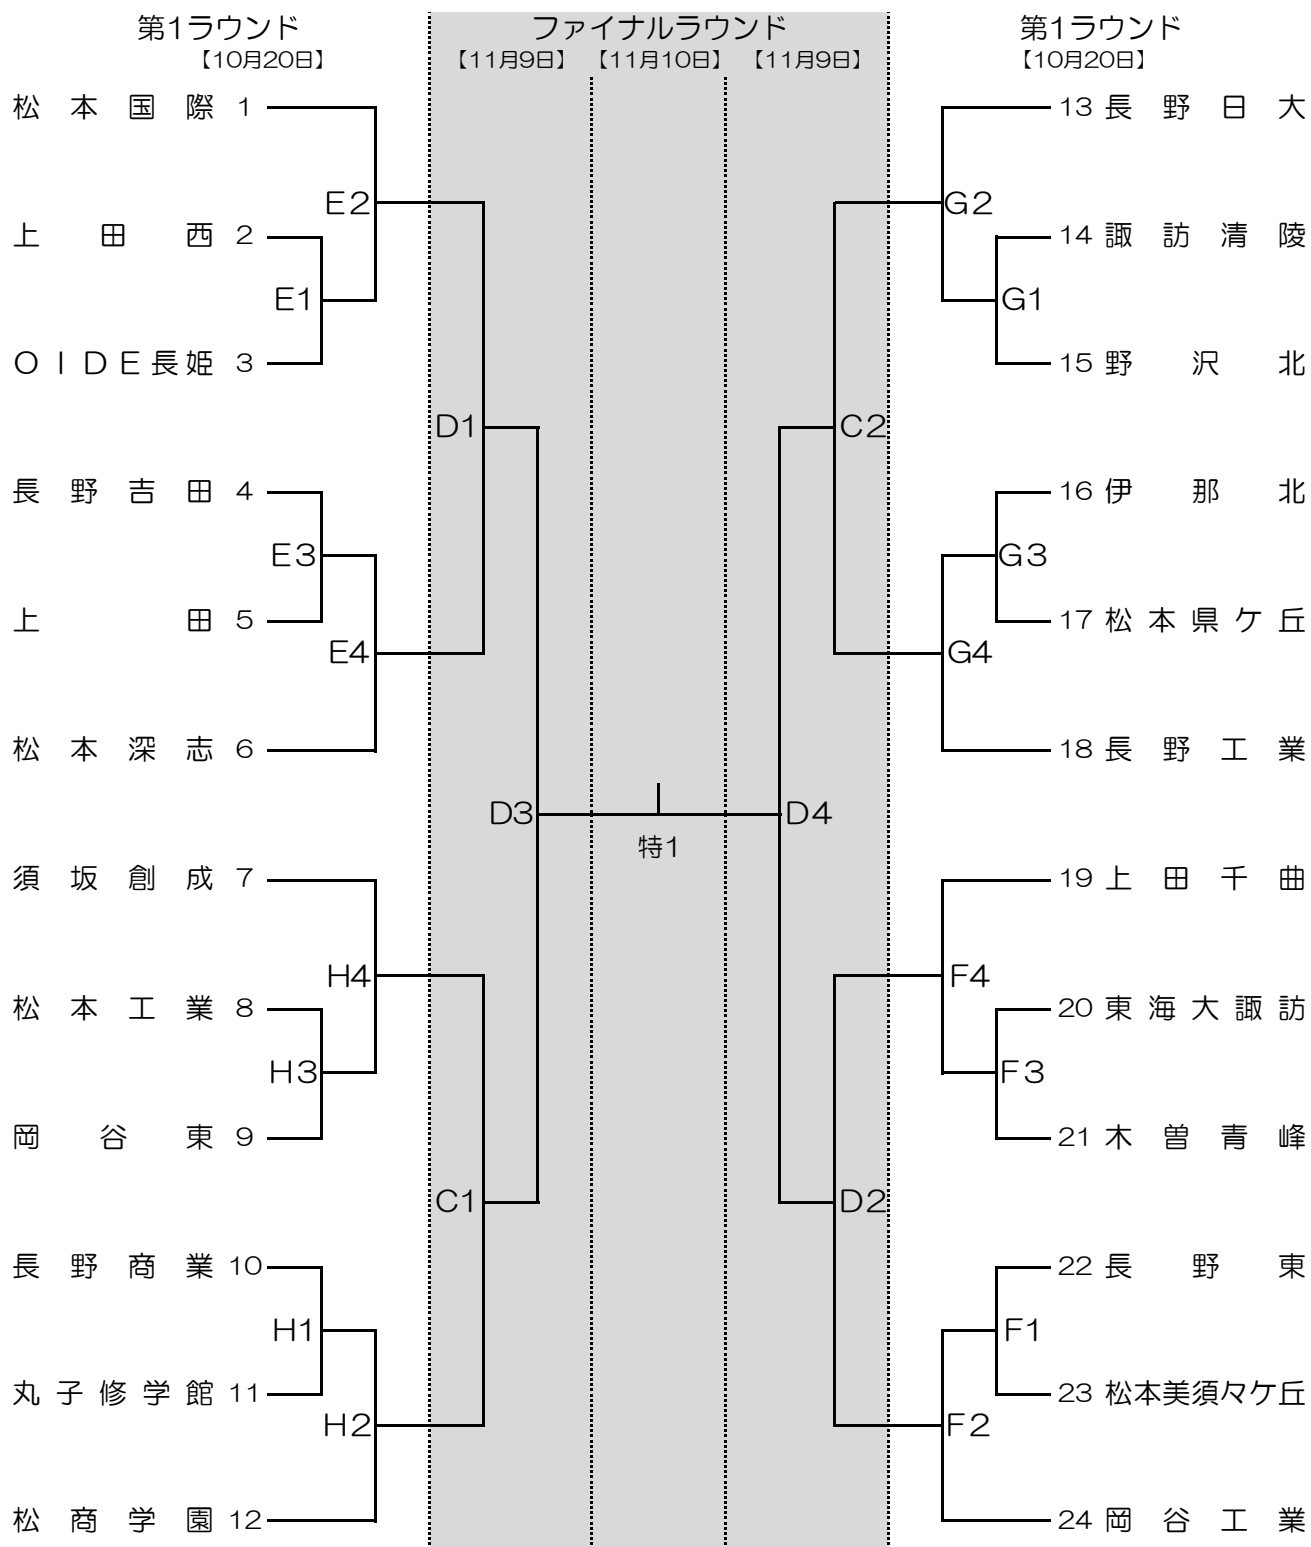 第1ラウンド ファイナルラウンド 第1ラウンド
【10月20日】 【11月9日】 【11月10日】 【11月9日】 【10月20日】
松本国際 1 13 長野日大
E2 G2
上田西 2 14 諏訪清陵
E1 G1
OIDE長姫 3 15 野沢北
D1 C2
長野吉田 4 16 伊那北
E3 G3
上田 5 17 松本県ケ丘
E4 G4
松本深志 6 18 長野工業
D3 D4
特1
須坂創成 7 19 上田千曲
H4 F4
松本工業 8 20 東海大諏訪
H3 F3
岡谷東 9 21 木曽青峰
C1 D2
長野商業 10 22 長野東
H1 F1
丸子修学館 11 23 松本美須々ケ丘
H2 F2
松商学園 12 24 岡谷工業